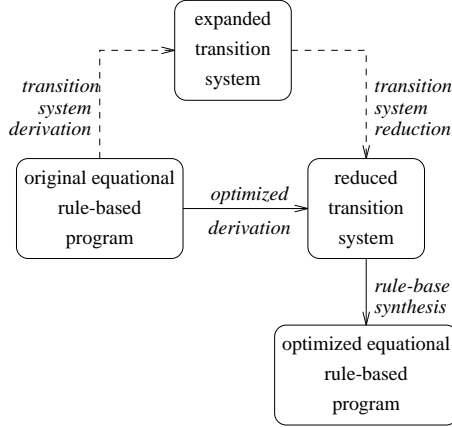 expanded
transition
system
transition
system
derivation
transition
system
reduction
original equational
rule-based
program
optimized
derivation
reduced
transition
system
rule-base
synthesis
optimized equational
rule-based
program